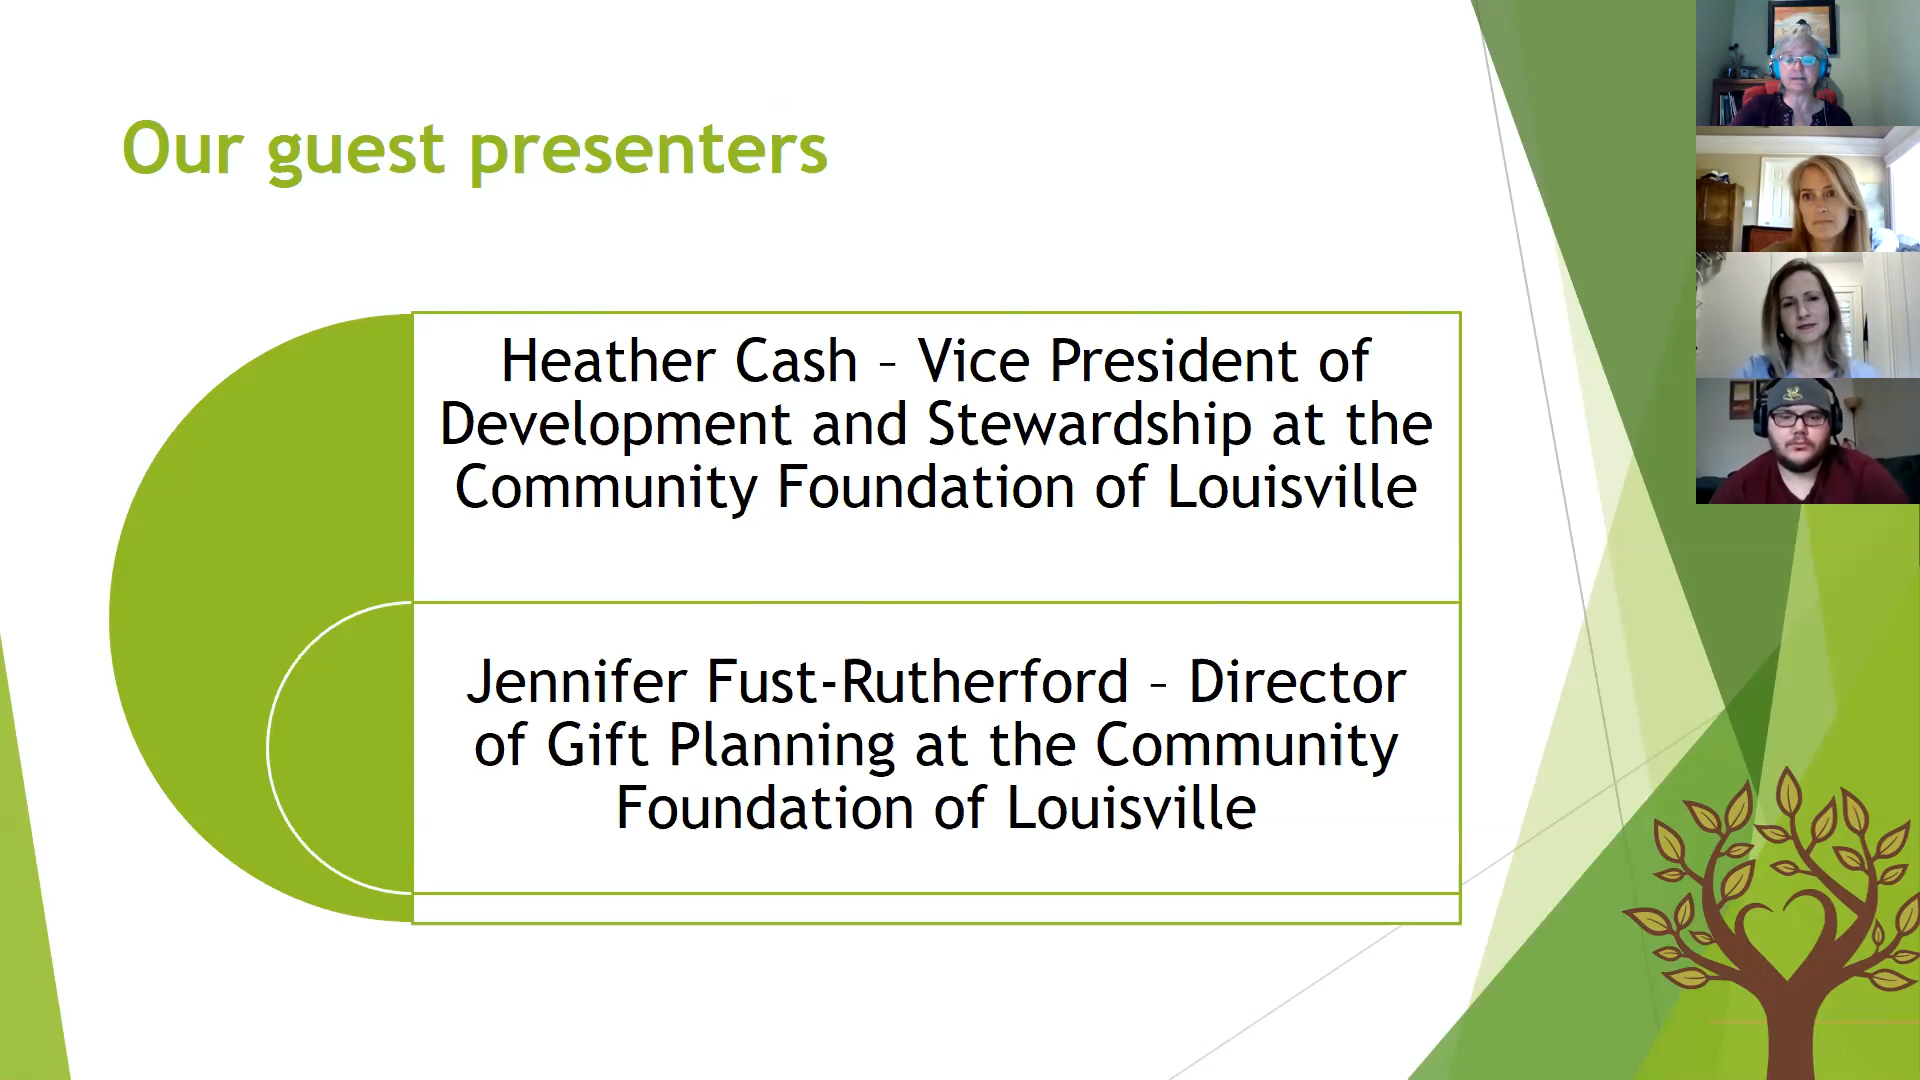 Our guest presenters
Heather Cash – Vice President of
Development and Stewardship at the
Community Foundation of Louisville
Jennifer Fust-Rutherford – Director
of Gift Planning at the Community
Foundation of Louisville